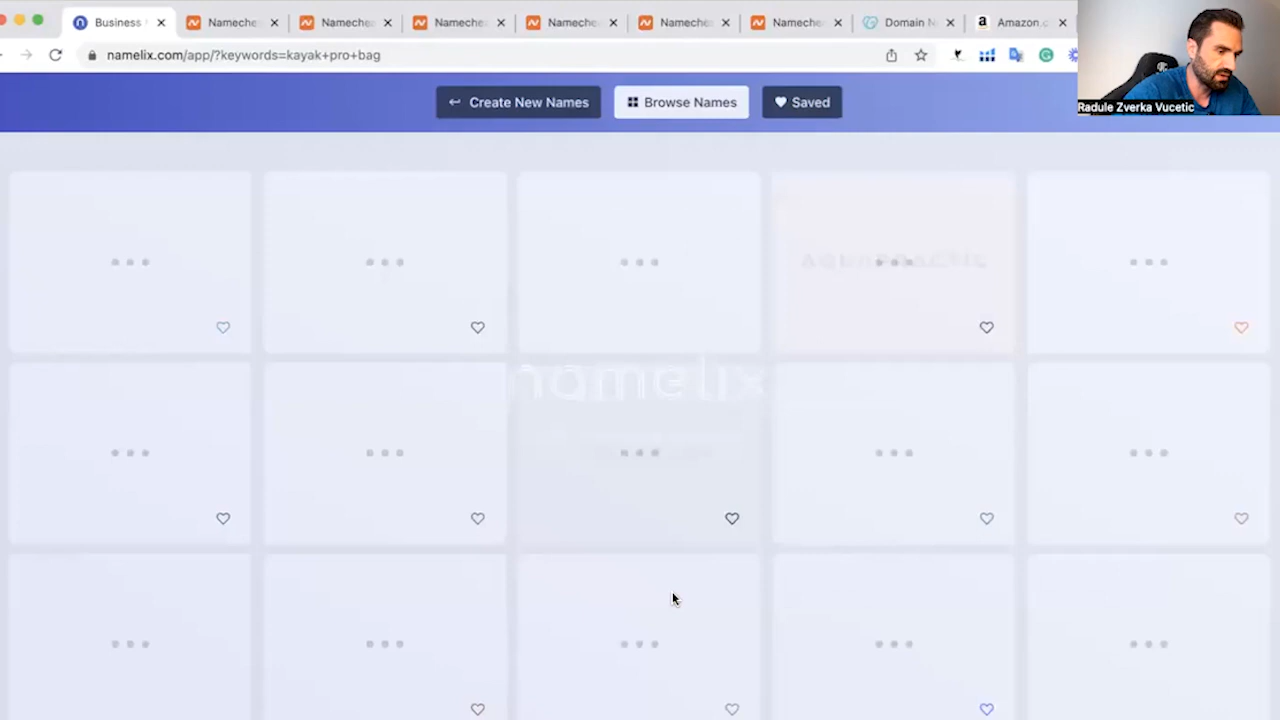 Business
Nameche
Nameche
Nameche
Nameche
Nameche
Nameche
Domain N
Amazon.c
namelix.com/app/?keywords=kayak+pro+bag
Create New Names
Browse Names
Saved
Radule Zverka Vucetic
namelix